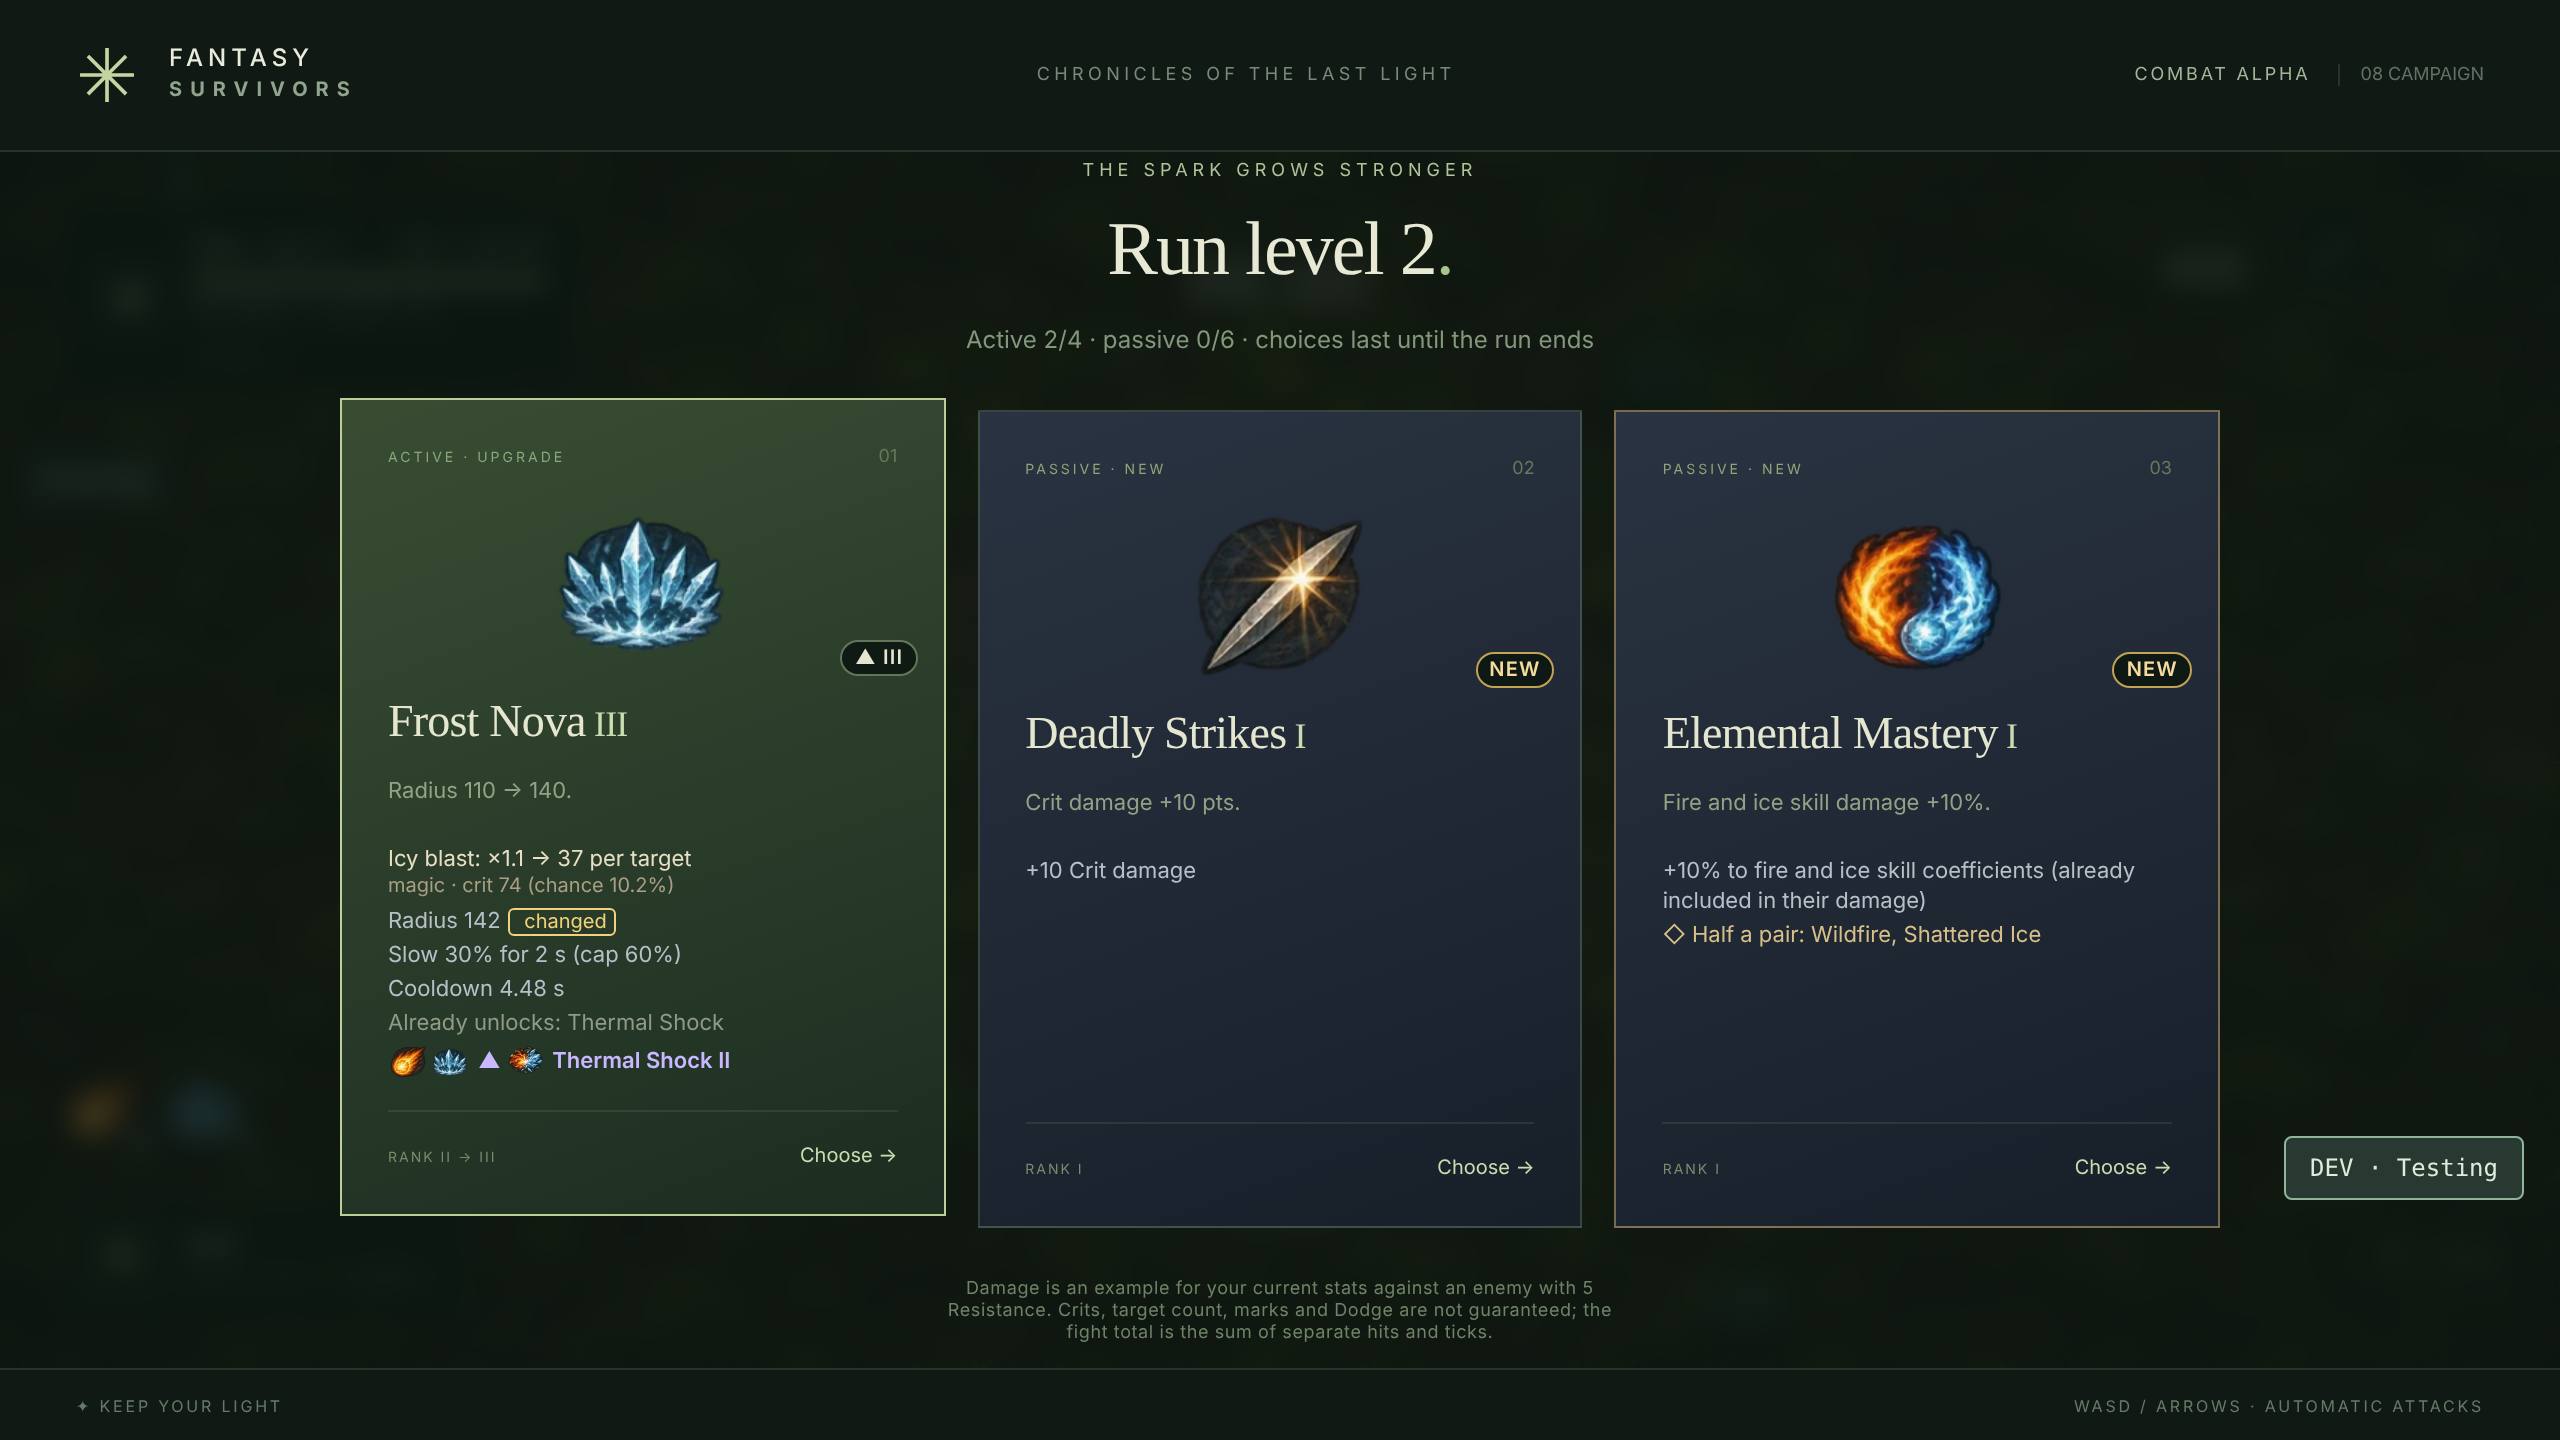 FANTASY
SURVIVORS
CHRONICLES OF THE LAST LIGHT
COMBAT ALPHA
08 CAMPAIGN
THE SPARK GROWS STRONGER
Run level 2.
Active 2/4 · passive 0/6 · choices last until the run ends
ACTIVE · UPGRADE
01
▲ III
Frost Nova III
Radius 110 → 140.
Icy blast: ×1.1 → 37 per target
magic · crit 74 (chance 10.2%)
Radius 142 changed
Slow 30% for 2 s (cap 60%)
Cooldown 4.48 s
Already unlocks: Thermal Shock
▲ Thermal Shock II
RANK II → III
Choose →
PASSIVE · NEW
02
NEW
Deadly Strikes I
Crit damage +10 pts.
+10 Crit damage
RANK I
Choose →
PASSIVE · NEW
03
NEW
Elemental Mastery I
Fire and ice skill damage +10%.
+10% to fire and ice skill coefficients (already
included in their damage)
◇ Half a pair: Wildfire, Shattered Ice
RANK I
Choose →
DEV · Testing
Damage is an example for your current stats against an enemy with 5
Resistance. Crits, target count, marks and Dodge are not guaranteed; the
fight total is the sum of separate hits and ticks.
✦ KEEP YOUR LIGHT
WASD / ARROWS · AUTOMATIC ATTACKS